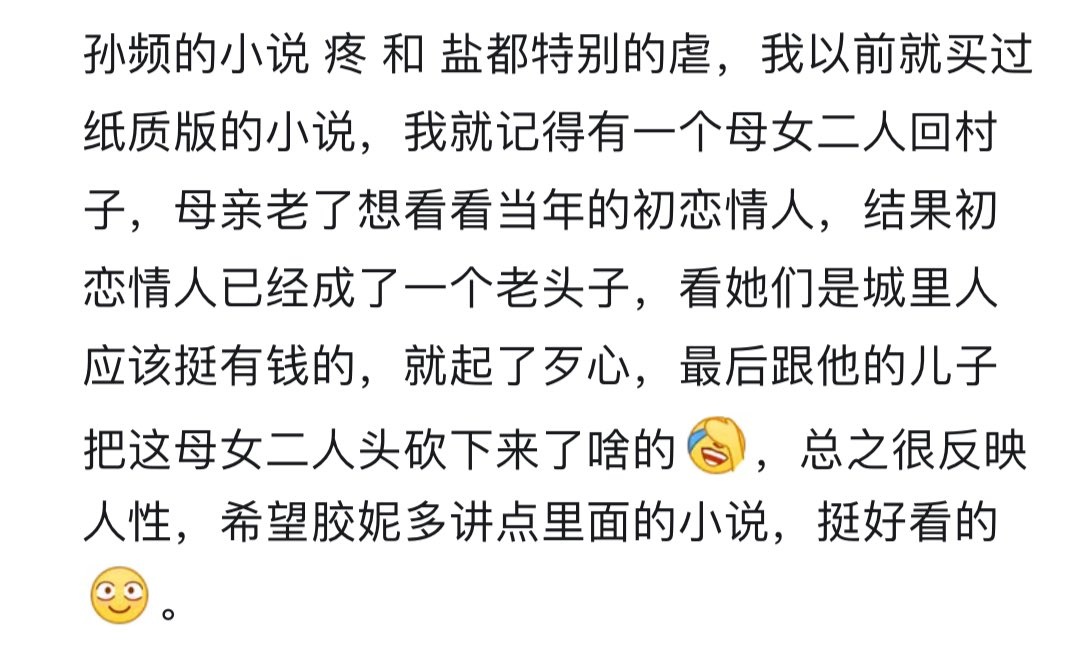 孙频的小说 疼 和 盐都特别的虐，我以前就买过
纸质版的小说，我就记得有一个母女二人回村
子，母亲老了想看看当年的初恋情人，结果初
恋情人已经成了一个老头子，看她们是城里人
应该挺有钱的，就起了歹心，最后跟他的儿子
把这母女二人头砍下来了啥的，总之很反映
人性，希望胶妮多讲点里面的小说，挺好看的
。